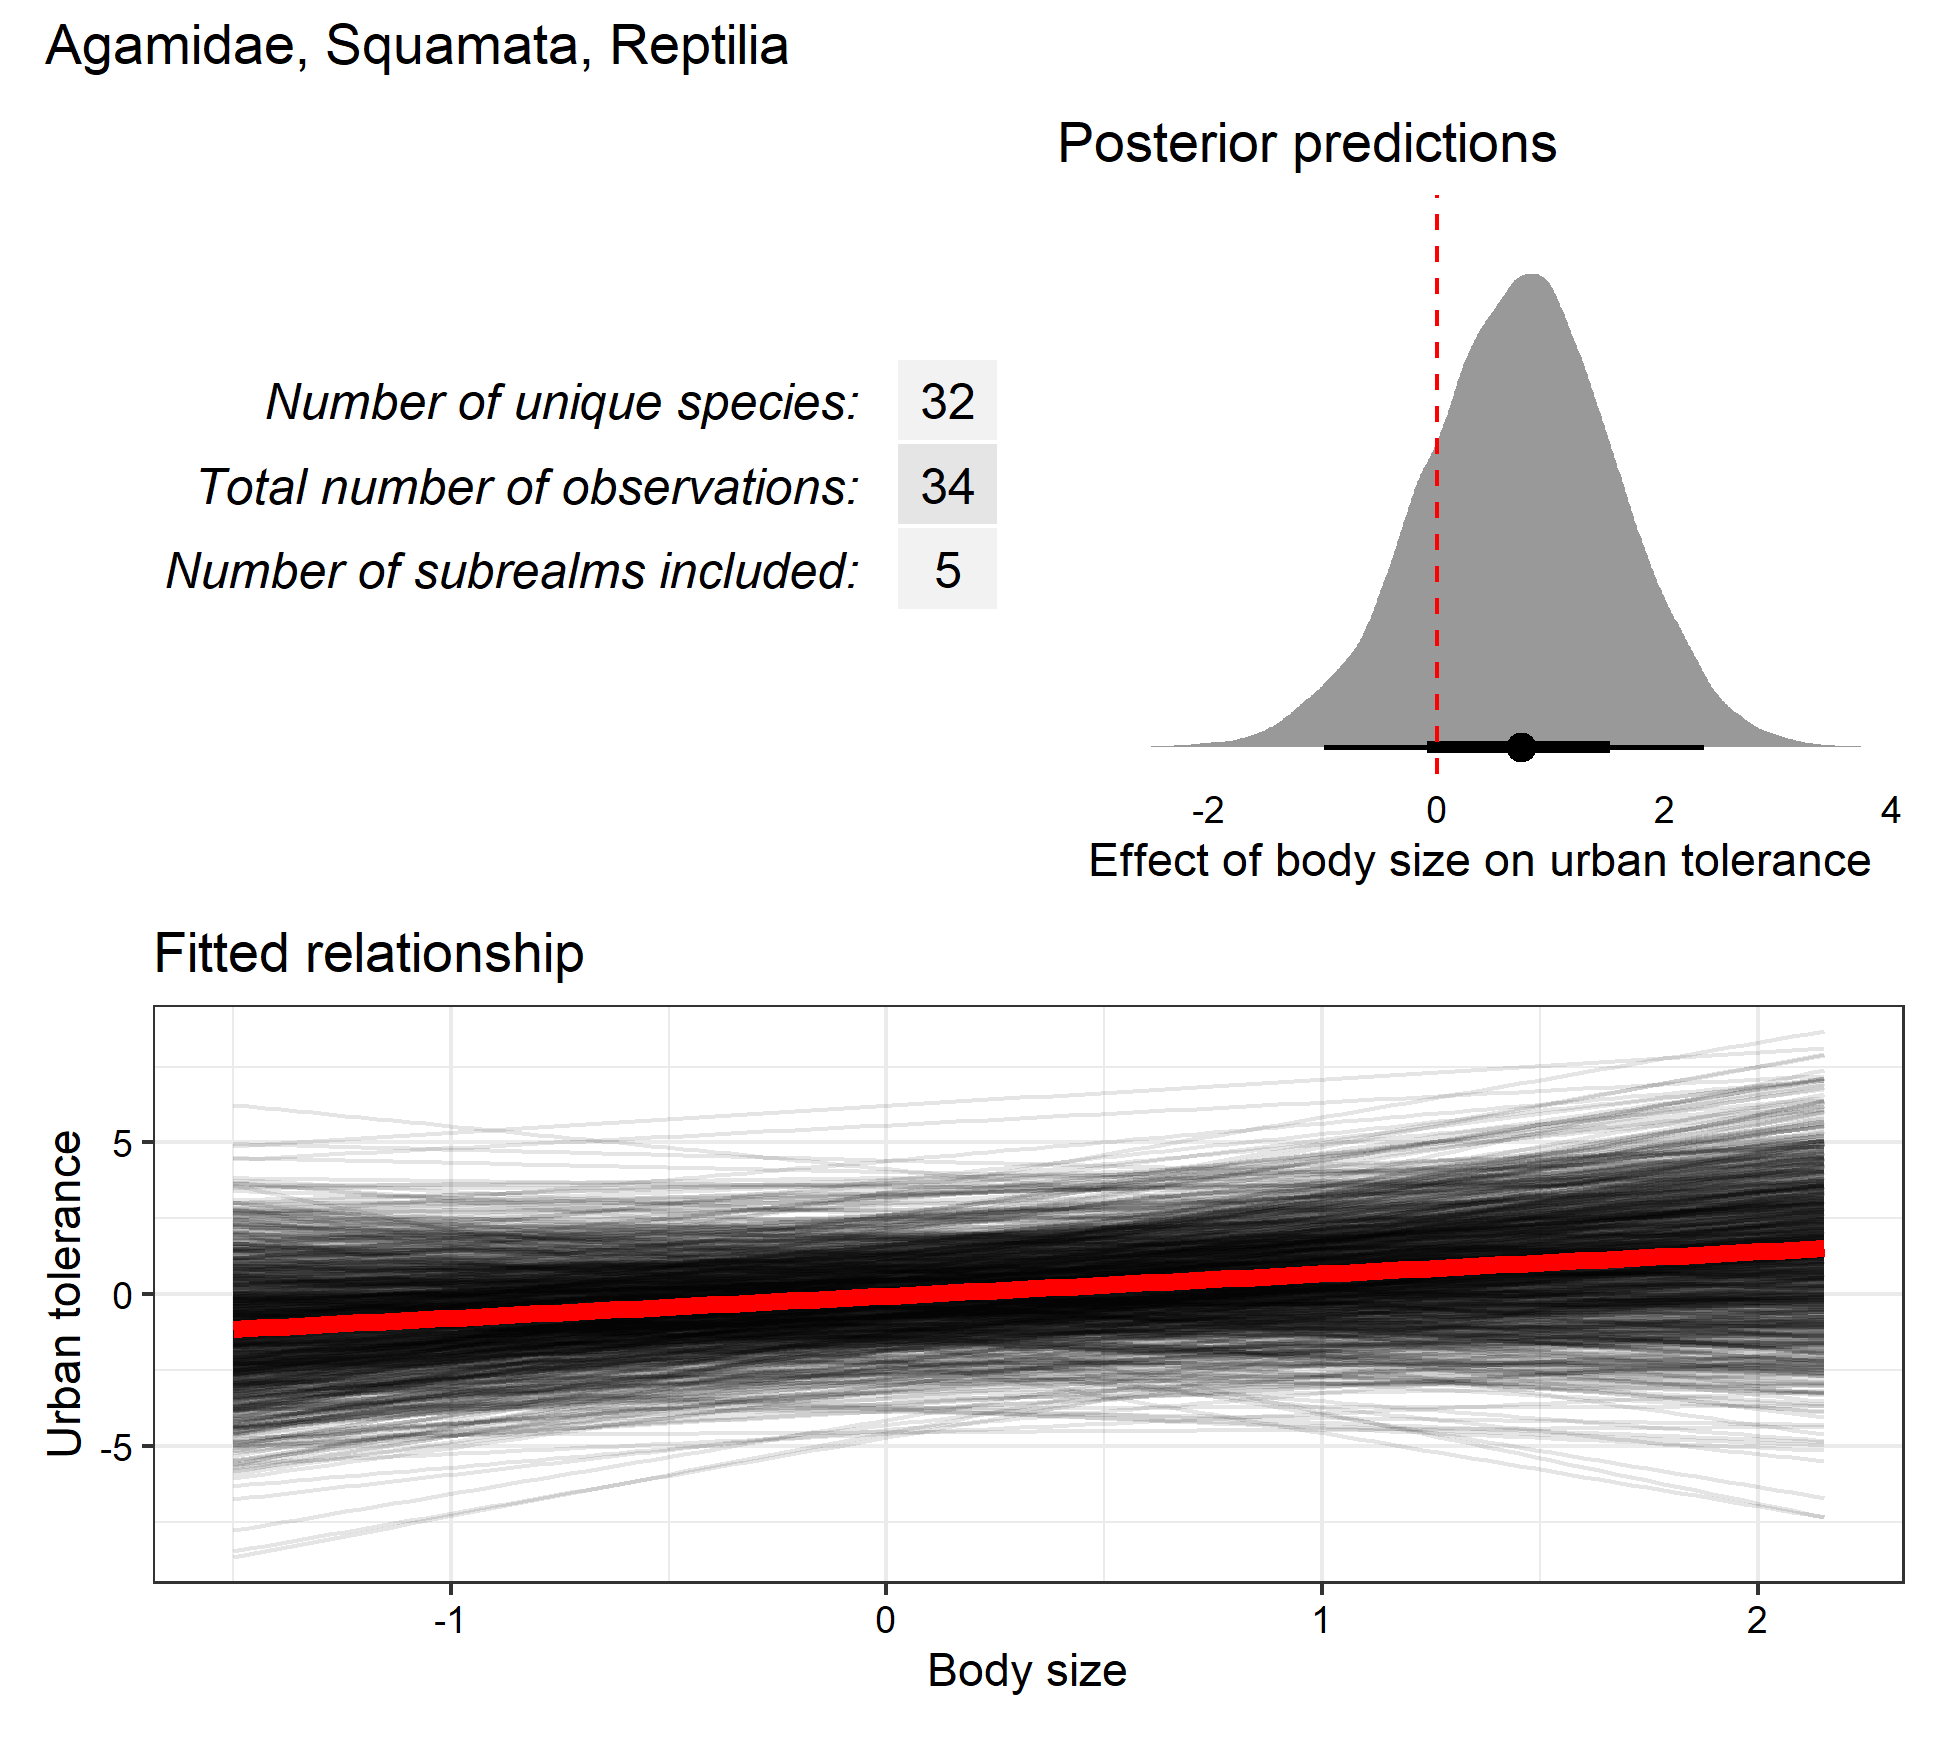 Agamidae, Squamata, Reptilia
Number of unique species: 32
Total number of observations: 34
Number of subrealms included: 5
Posterior predictions
-2 0 2 4
Effect of body size on urban tolerance
Fitted relationship
Urban tolerance
5
0
-5
-1 0 1 2
Body size